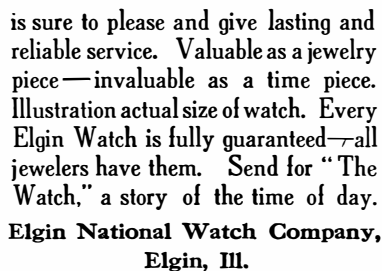 is sure to please and give lasting and
reliable service. Valuable as a jewelry
piece — invaluable as a time piece.
Illustration actual size of watch. Every
Elgin Watch is fully guaranteed—all
jewelers have them. Send for "The
Watch," a story of the time of day.
Elgin National Watch Company,
Elgin, Ill.